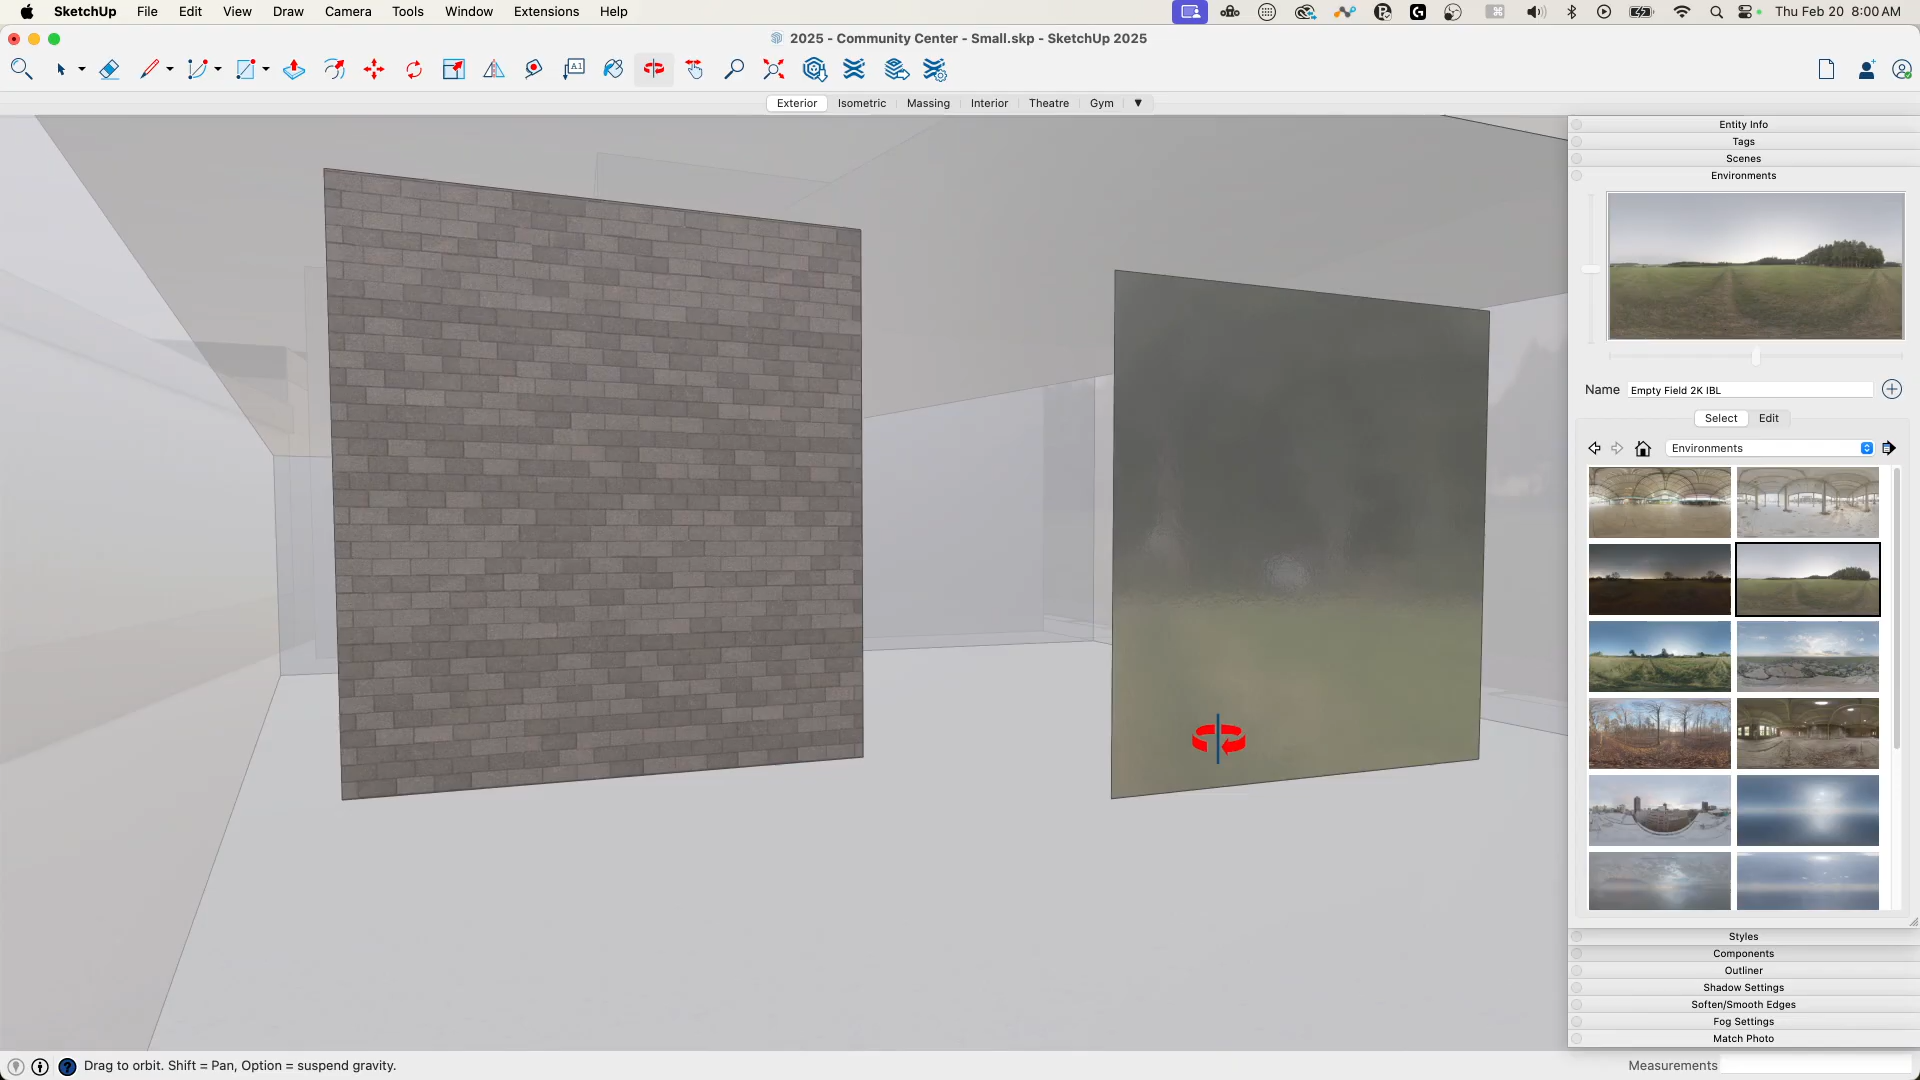 SketchUp File Edit View Draw Camera Tools Window Extensions Help
Thu Feb 20 8:00 AM
2025 - Community Center - Small.skp - SketchUp 2025
A1
Exterior Isometric Massing Interior Theatre Gym
Entity Info
Tags
Scenes
Environments
Name Empty Field 2K IBL
Select Edit
Environments
Styles
Components
Outliner
Shadow Settings
Soften/Smooth Edges
Fog Settings
Match Photo
Drag to orbit. Shift = Pan, Option = suspend gravity.
Measurements